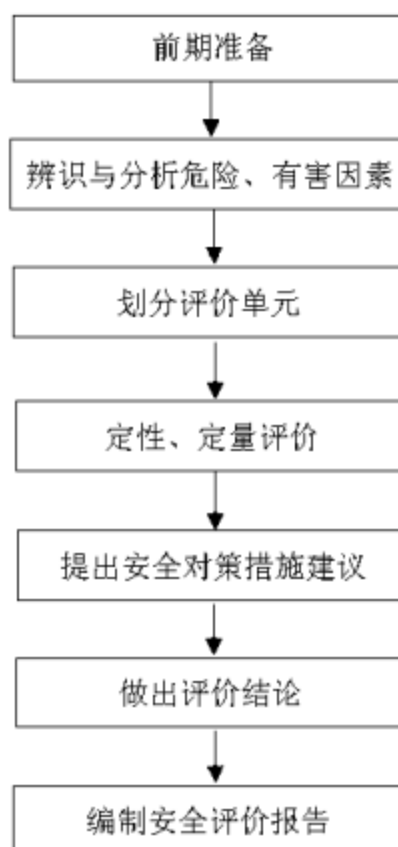 前期准备
辨识与分析危险、有害因素
划分评价单元
定性、定量评价
提出安全对策措施建议
做出评价结论
编制安全评价报告